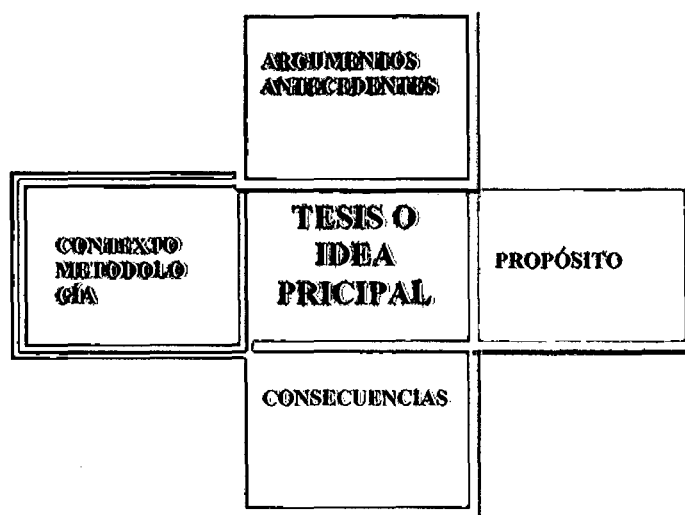 ARGUMENTOS
ANTECEDENTES
CONTEXTO
METODOLO
GÍA
TESIS O
IDEA
PRICIPAL
PROPÓSITO
CONSECUENCIAS